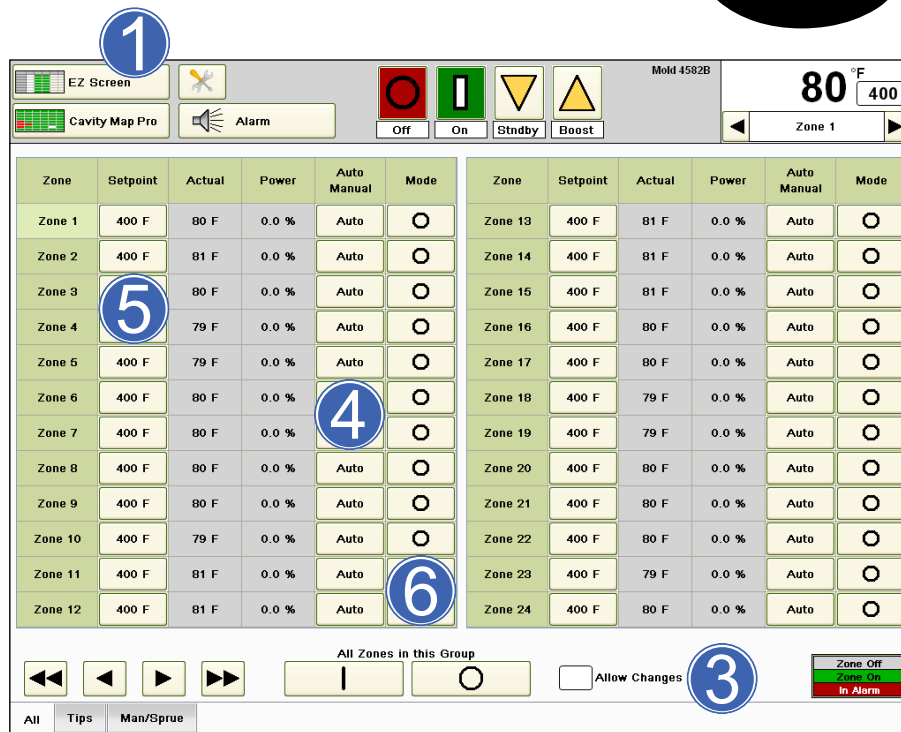 1
EZ Screen
Cavity Map Pro
Alarm
Off On Stndby Boost
Mold 4582B
80 °F 400
Zone 1
Zone Setpoint Actual Power Auto Manual Mode Zone Setpoint Actual Power Auto Manual Mode
Zone 1 400 F 80 F 0.0 % Auto O Zone 13 400 F 81 F 0.0 % Auto O
Zone 2 400 F 81 F 0.0 % Auto O Zone 14 400 F 81 F 0.0 % Auto O
Zone 3 80 F 0.0 % Auto O Zone 15 400 F 81 F 0.0 % Auto O
5
Zone 4 79 F 0.0 % Auto O Zone 16 400 F 80 F 0.0 % Auto O
Zone 5 400 F 79 F 0.0 % Auto O Zone 17 400 F 80 F 0.0 % Auto O
Zone 6 400 F 80 F 0.0 % O Zone 18 400 F 79 F 0.0 % Auto O
4
Zone 7 400 F 80 F 0.0 % O Zone 19 400 F 79 F 0.0 % Auto O
Zone 8 400 F 80 F 0.0 % Auto O Zone 20 400 F 80 F 0.0 % Auto O
Zone 9 400 F 80 F 0.0 % Auto O Zone 21 400 F 80 F 0.0 % Auto O
Zone 10 400 F 79 F 0.0 % Auto O Zone 22 400 F 80 F 0.0 % Auto O
Zone 11 400 F 81 F 0.0 % Auto Zone 23 400 F 79 F 0.0 % Auto O
6
Zone 12 400 F 81 F 0.0 % Auto Zone 24 400 F 80 F 0.0 % Auto O
All Zones in this Group
I O
Allow Changes
3
Zone Off
Zone On
In Alarm
All Tips Man/Sprue